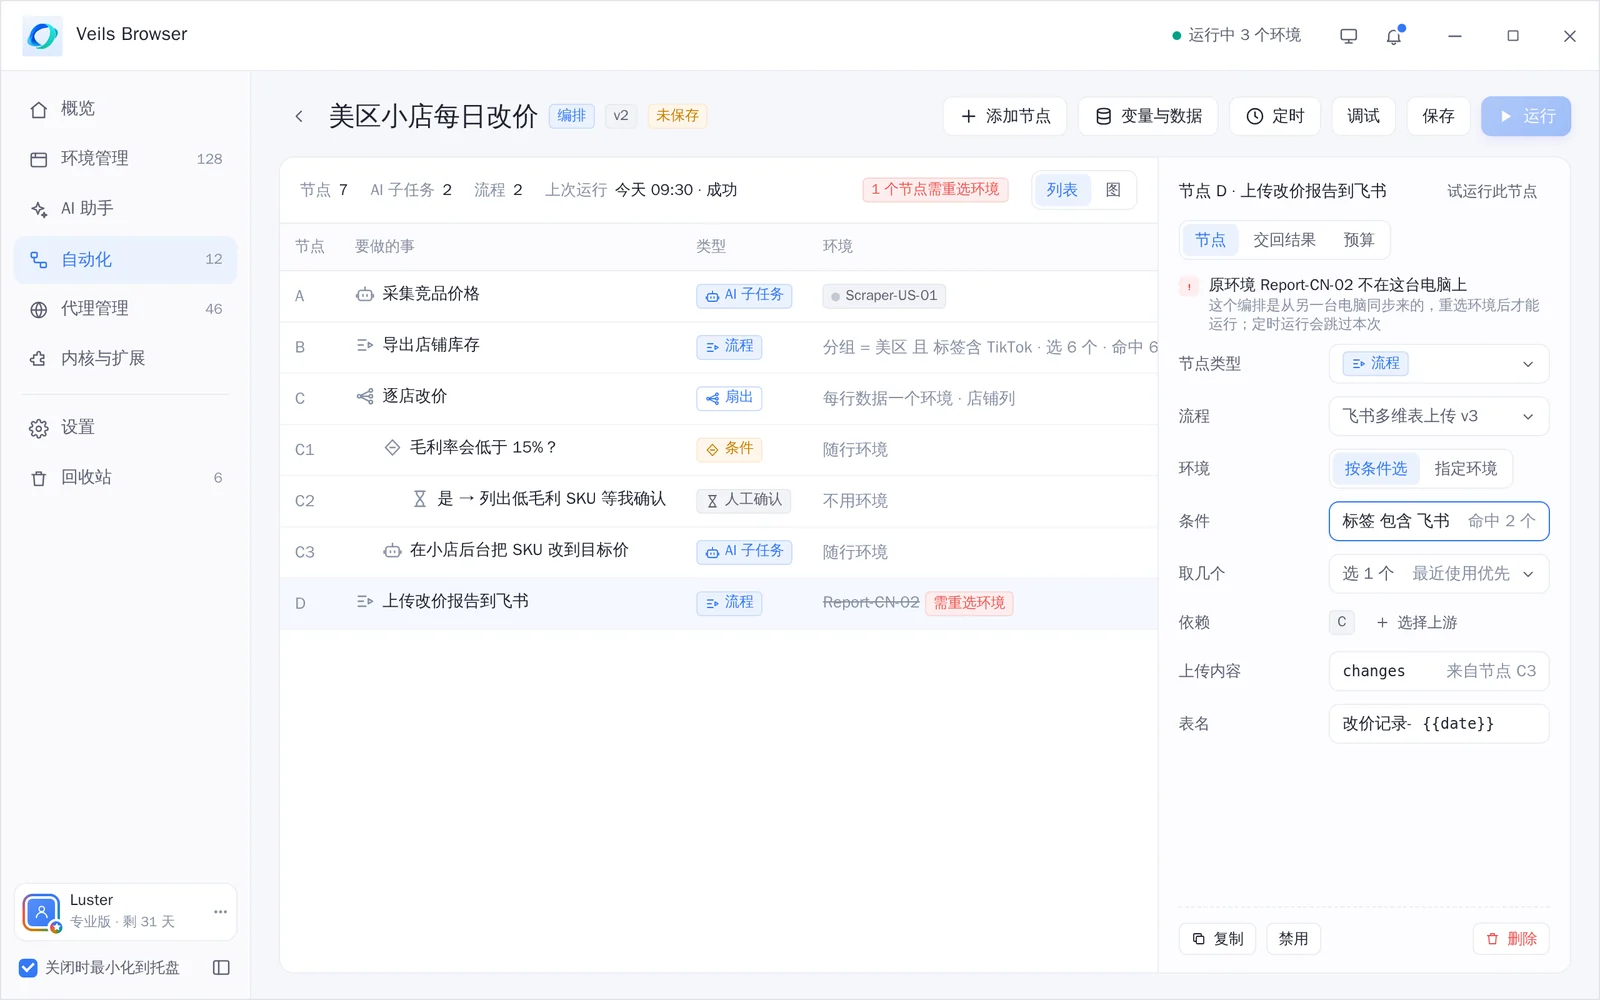 Veils Browser
运行中 3 个环境
概览
环境管理 128
AI 助手
自动化 12
代理管理 46
内核与扩展
设置
回收站 6
Luster
专业版 · 剩 31 天
关闭时最小化到托盘
美区小店每日改价 编排 v2 未保存
添加节点 变量与数据 定时 调试 保存 运行
节点 7 AI 子任务 2 流程 2 上次运行 今天 09:30 · 成功 1 个节点需重选环境 列表 图
节点 要做的事 类型 环境
A 采集竞品价格 AI 子任务 Scraper-US-01
B 导出店铺库存 流程 分组 = 美区 且 标签含 TikTok · 选 6 个 · 命中 6
C 逐店改价 扇出 每行数据一个环境 · 店铺列
C1 毛利率会低于 15%？ 条件 随行环境
C2 是 → 列出低毛利 SKU 等我确认 人工确认 不用环境
C3 在小店后台把 SKU 改到目标价 AI 子任务 随行环境
D 上传改价报告到飞书 流程 Report-CN-02 需重选环境
节点 D · 上传改价报告到飞书 试运行此节点
节点 交回结果 预算
原环境 Report-CN-02 不在这台电脑上
这个编排是从另一台电脑同步来的，重选环境后才能
运行；定时运行会跳过本次
节点类型 流程
流程 飞书多维表上传 v3
环境 按条件选 指定环境
条件 标签 包含 飞书 命中 2 个
取几个 选 1 个 最近使用优先
依赖 C + 选择上游
上传内容 changes 来自节点 C3
表名 改价记录- {{date}}
复制 禁用 删除